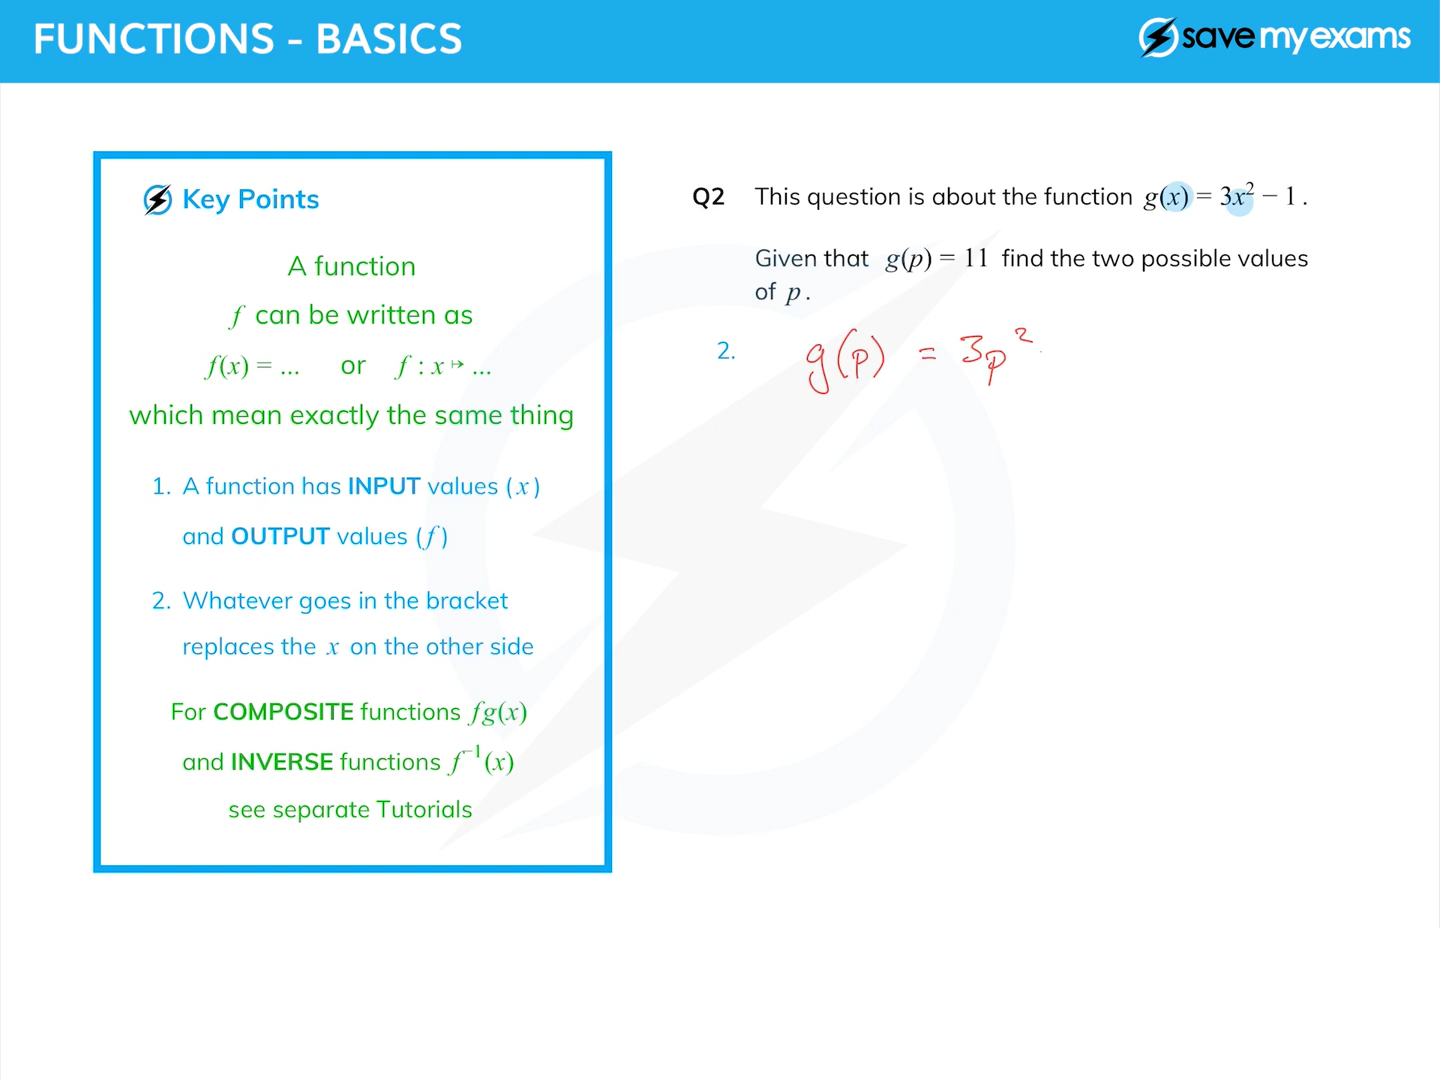 FUNCTIONS - BASICS
save my exams
Key Points
A function
f can be written as
f(x) = ... or f : x ↦ ...
which mean exactly the same thing
1. A function has INPUT values (x)
and OUTPUT values (f)
2. Whatever goes in the bracket
replaces the x on the other side
For COMPOSITE functions fg(x)
and INVERSE functions f⁻¹(x)
see separate Tutorials
Q2 This question is about the function g(x) = 3x² − 1.
Given that g(p) = 11 find the two possible values
of p.
2. g(p) = 3p²